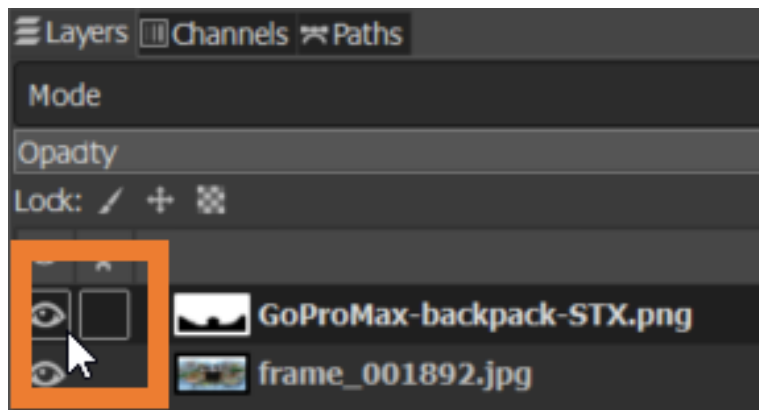 Layers Channels Paths
Mode
Opacity
Lock:
GoProMax-backpack-STX.png
frame_001892.jpg